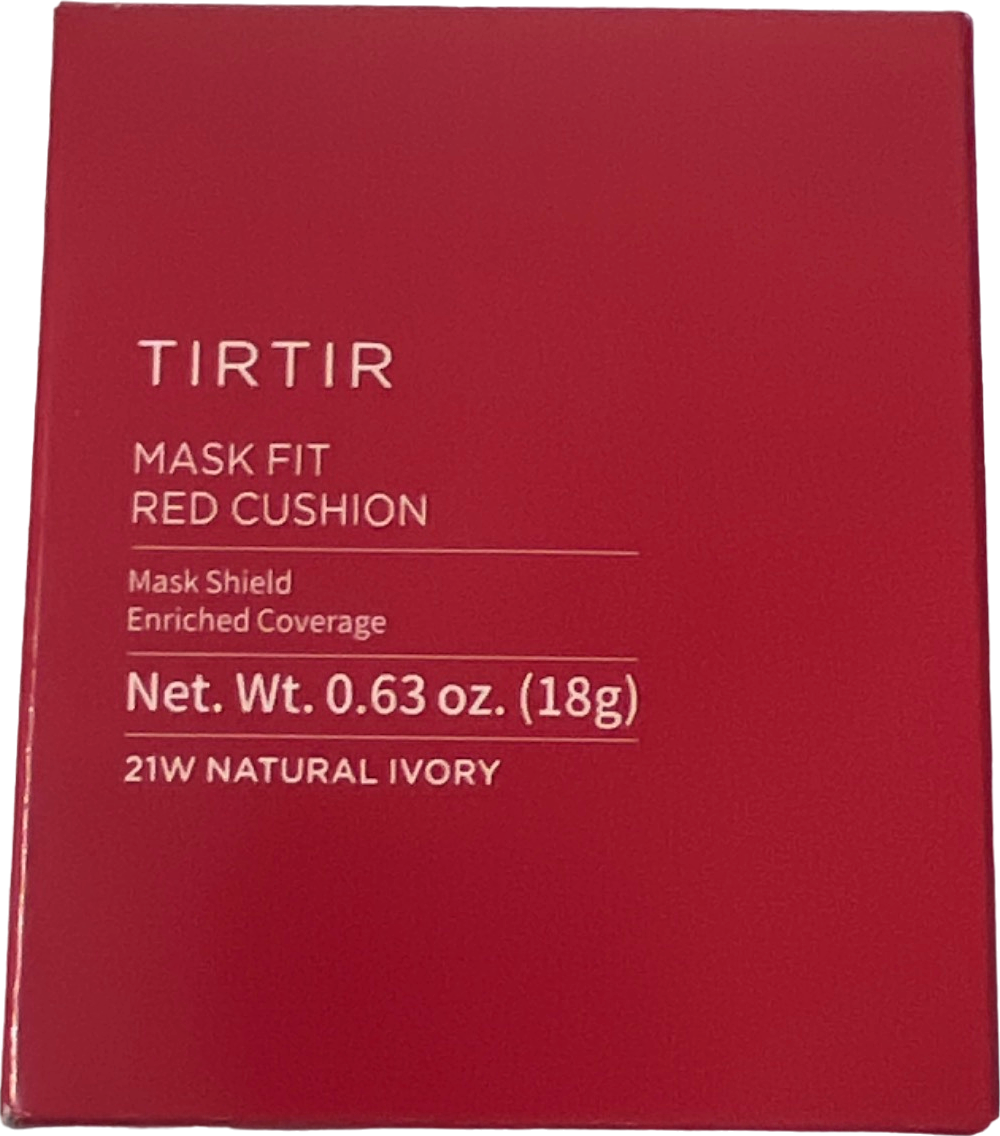 TIRTIR
MASK FIT
RED CUSHION
Mask Shield
Enriched Coverage
Net. Wt. 0.63 oz. (18g)
21W NATURAL IVORY